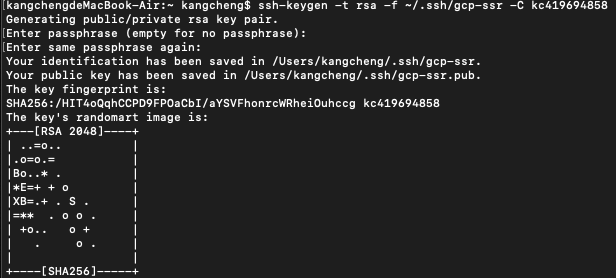 kangchengdeMacBook-Air:~ kangcheng$ ssh-keygen -t rsa -f ~/.ssh/gcp-ssr -C kc419694858
Generating public/private rsa key pair.
[Enter passphrase (empty for no passphrase):
[Enter same passphrase again:
Your identification has been saved in /Users/kangcheng/.ssh/gcp-ssr.
Your public key has been saved in /Users/kangcheng/.ssh/gcp-ssr.pub.
The key fingerprint is:
SHA256:/HIT4oQqhCCPD9FPOaCbI/aYSVFhonrcWRheiOuhccg kc419694858
The key's randomart image is:
+---[RSA 2048]----+
| ..=o..          |
|.o=o.=           |
|Bo..* .          |
|*E=+ + o         |
|XB=.+ . S .      |
|=**  . o o .     |
| +o..   o +      |
|   .     o .     |
|                 |
+----[SHA256]-----+